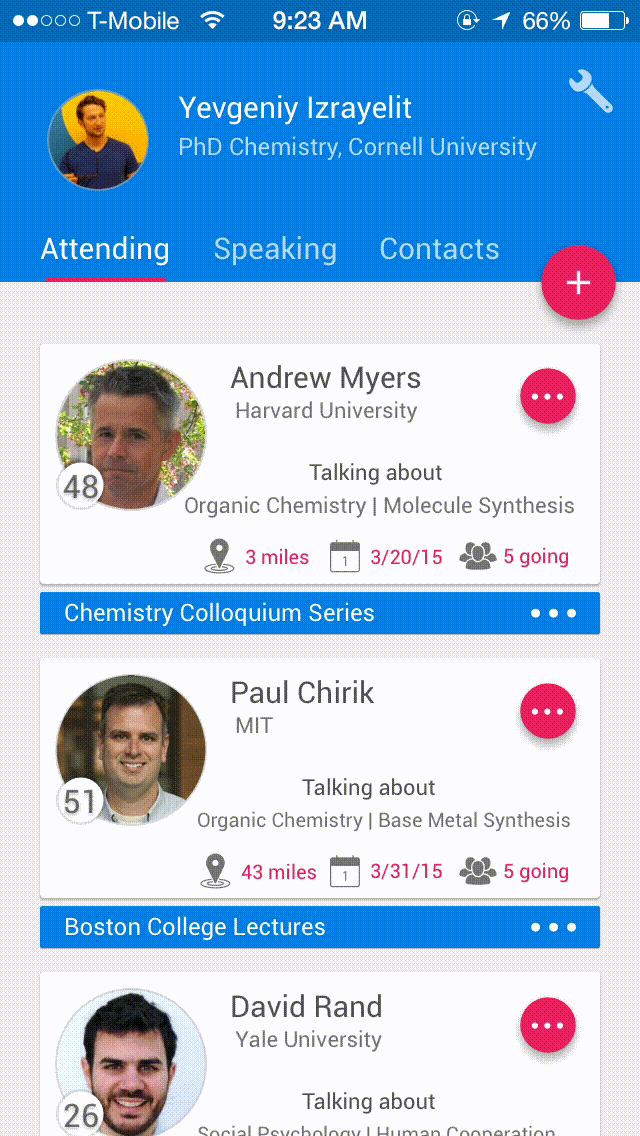 T-Mobile 9:23 AM 66%
Yevgeniy Izrayelit
PhD Chemistry, Cornell University
Attending Speaking Contacts
+
Andrew Myers
Harvard University
48
Talking about
Organic Chemistry | Molecule Synthesis
3 miles 1 3/20/15 5 going
Chemistry Colloquium Series
Paul Chirik
MIT
51
Talking about
Organic Chemistry | Base Metal Synthesis
43 miles 1 3/31/15 5 going
Boston College Lectures
David Rand
Yale University
26
Talking about
Social Psychology | Human Cooperation